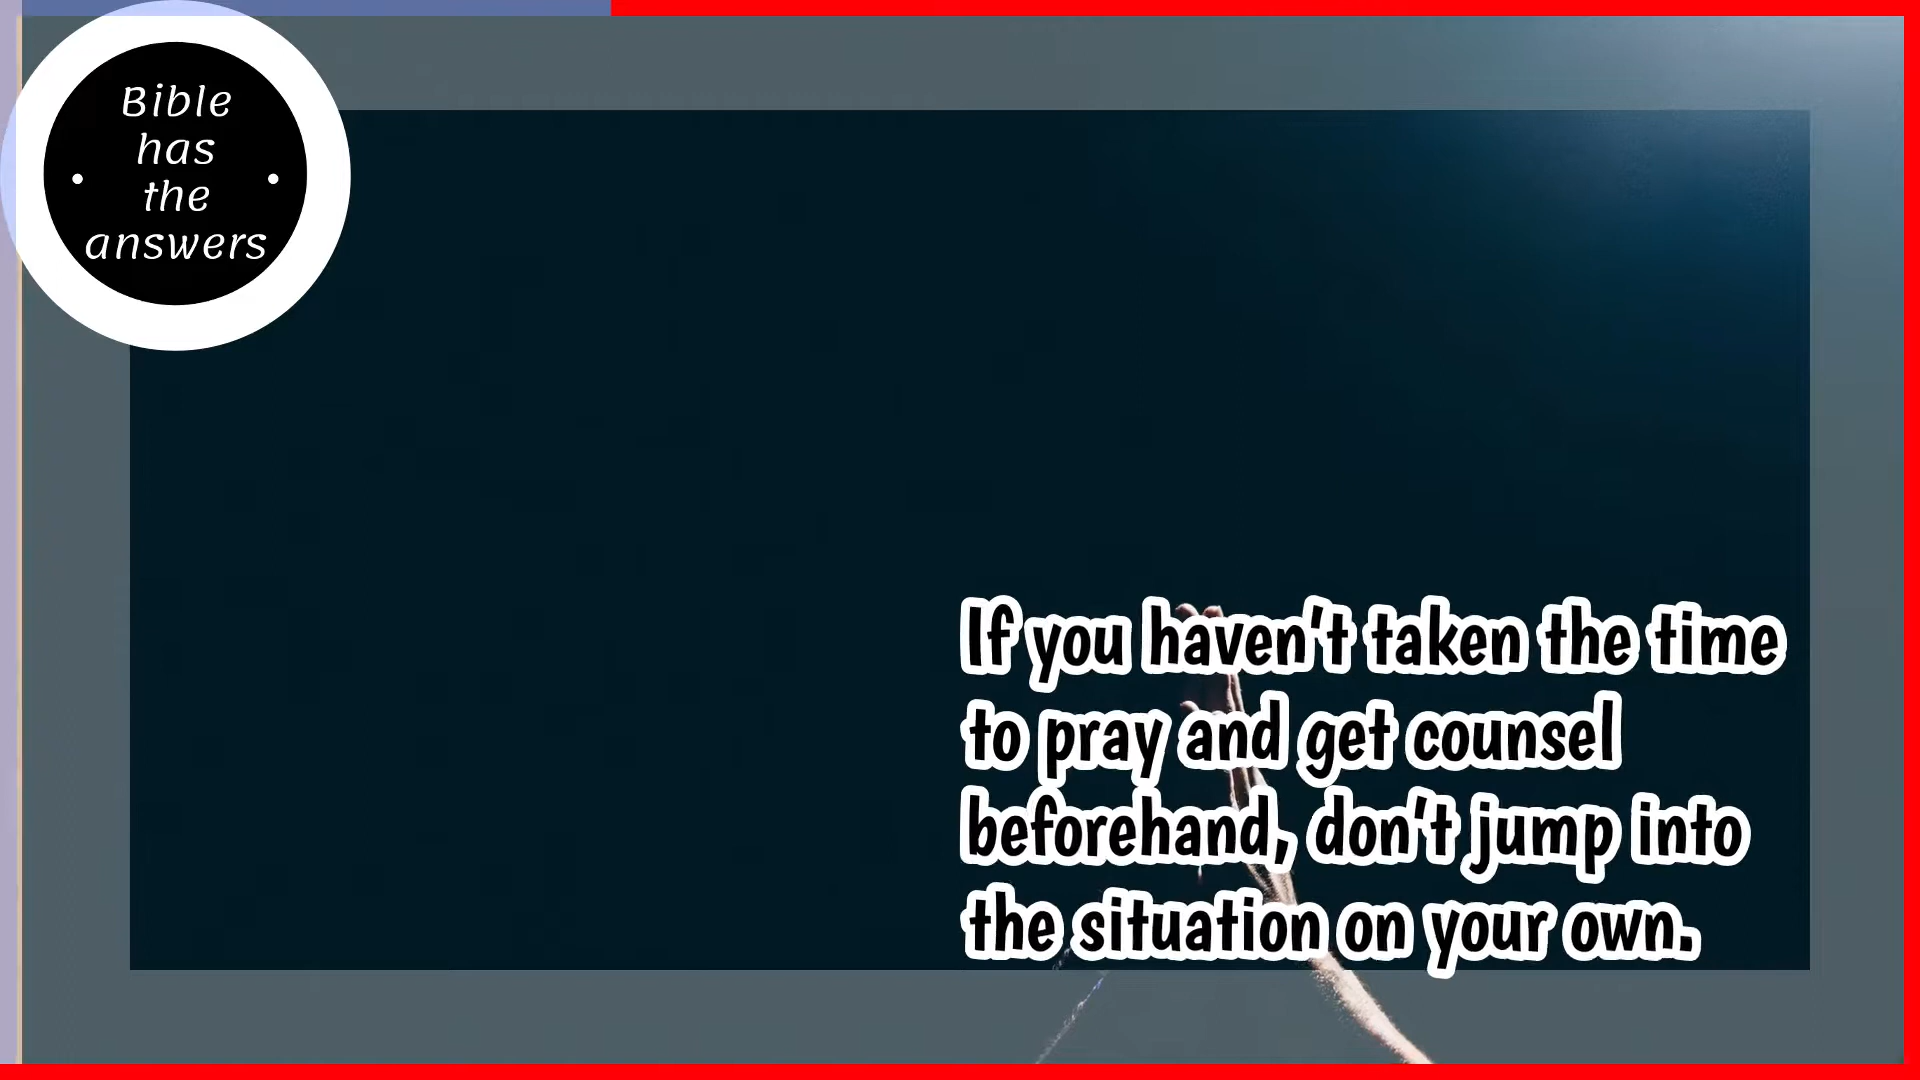 Bible
has
the
answers
If you haven't taken the time
to pray and get counsel
beforehand, don't jump into
the situation on your own.